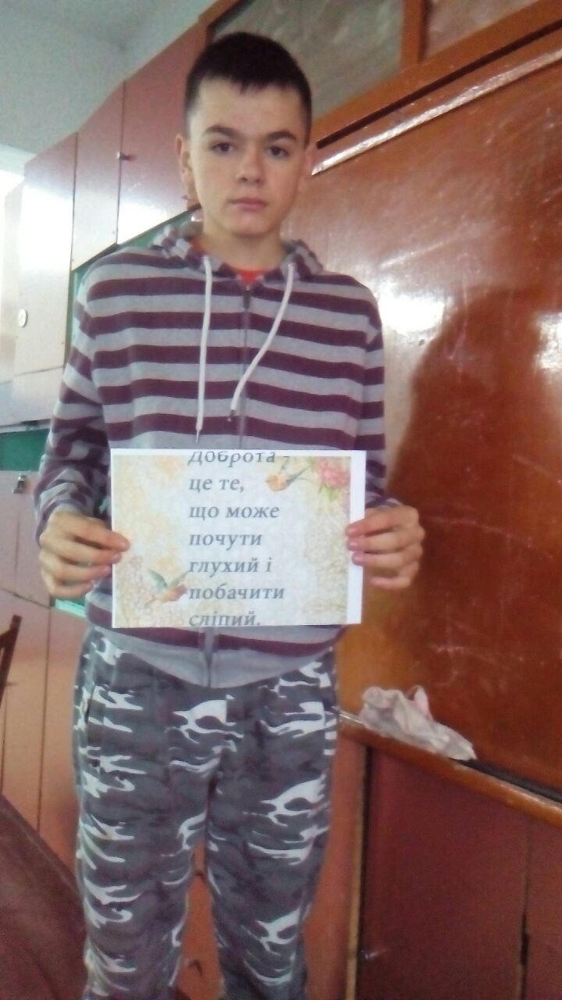 Доброта -
це те,
що може
почути
глухий і
побачити
сліпий.